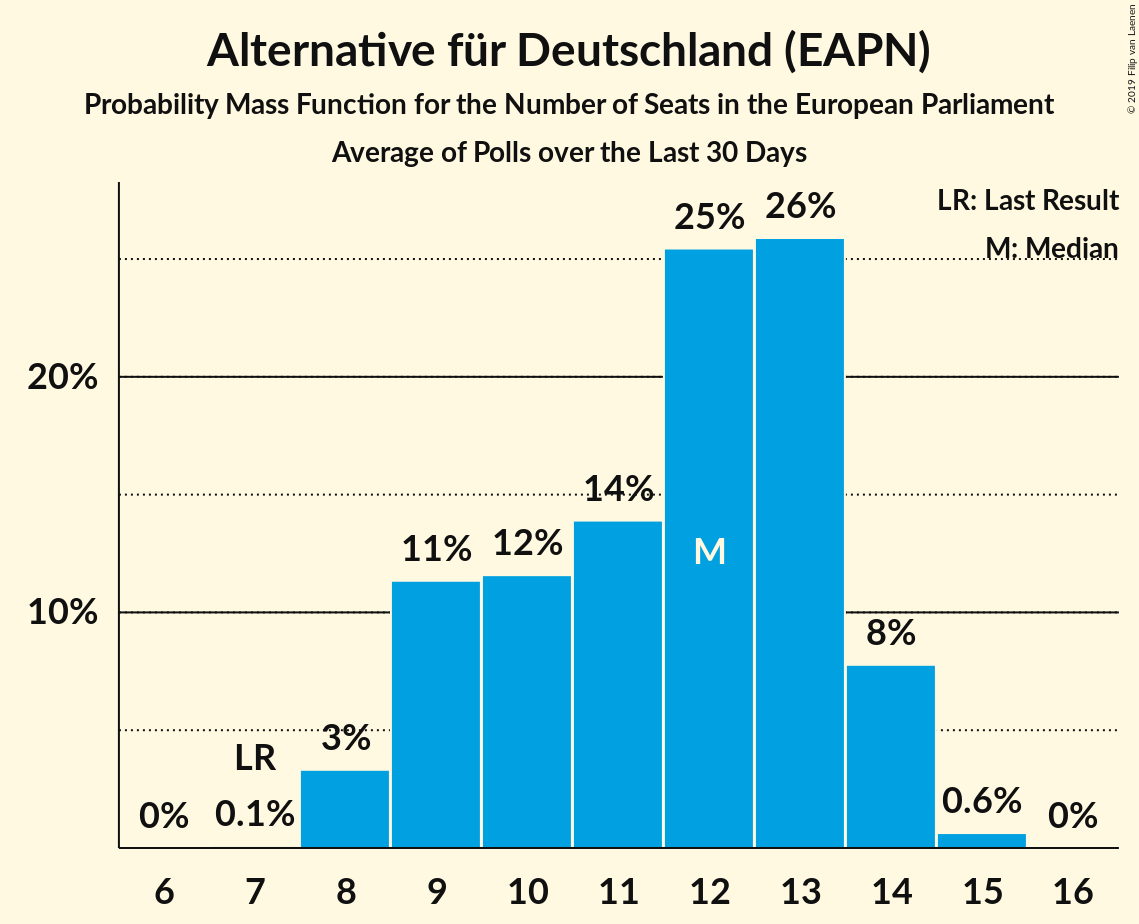 Alternative für Deutschland (EAPN)
Probability Mass Function for the Number of Seats in the European Parliament
Average of Polls over the Last 30 Days
© 2019 Filip van Laenen
LR: Last Result
M: Median
25%
26%
20%
14%
11%
12%
M
10%
8%
3%
LR
0%
0.1%
0.6%
0%
6 7 8 9 10 11 12 13 14 15 16